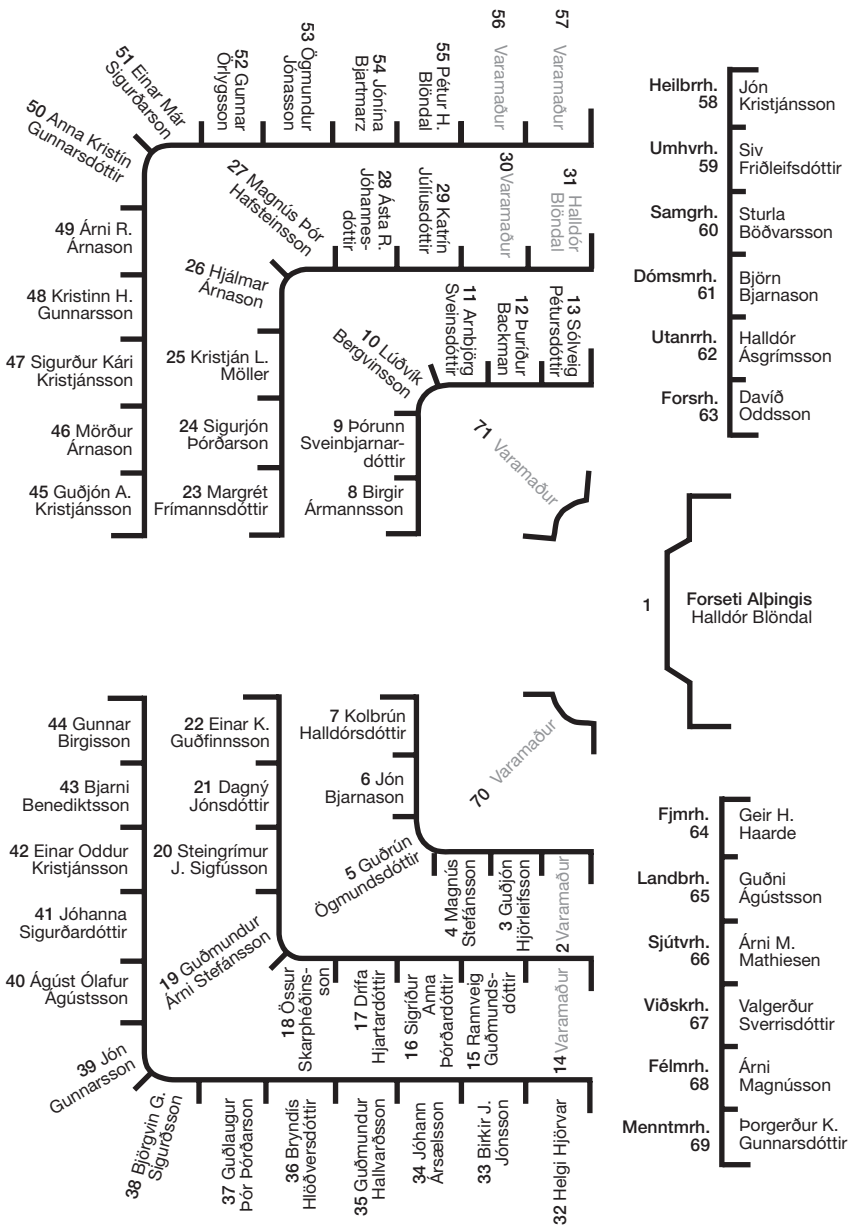 50 Anna Kristín
Gunnarsdóttir
51 Einar Már
Sigurðarson
52 Gunnar
Örlygsson
53 Ögmundur
Jónasson
54 Jónína
Bjartmarz
55 Pétur H.
Blöndal
56 Varamaður
57 Varamaður
49 Árni R.
Árnason
48 Kristinn H.
Gunnarsson
47 Sigurður Kári
Kristjánsson
46 Mörður
Árnason
45 Guðjón A.
Kristjánsson
26 Hjálmar
Árnason
27 Magnús Þór
Hafsteinsson
28 Ásta R.
Jóhannes-
dóttir
29 Katrín
Júlíusdóttir
30 Varamaður
31 Halldór
Blöndal
25 Kristján L.
Möller
24 Sigurjón
Þórðarson
23 Margrét
Frímannsdóttir
10 Lúðvík
Bergvinsson
11 Arnbjörg
Sveinsdóttir
12 Þuríður
Backman
13 Sólveig
Pétursdóttir
9 Þórunn
Sveinbjarnar-
dóttir
8 Birgir
Ármannsson
71 Varamaður
Heilbrrh.
58
Jón
Kristjánsson
Umhvrh.
59
Siv
Friðleifsdóttir
Samgrh.
60
Sturla
Böðvarsson
Dómsmrh.
61
Björn
Bjarnason
Utanrrh.
62
Halldór
Ásgrímsson
Forsrh.
63
Davíð
Oddsson
1
Forseti Alþingis
Halldór Blöndal
44 Gunnar
Birgisson
43 Bjarni
Benediktsson
42 Einar Oddur
Kristjánsson
41 Jóhanna
Sigurðardóttir
40 Ágúst Ólafur
Ágústsson
39 Jón
Gunnarsson
38 Björgvin G.
Sigurðsson
37 Guðlaugur
Þór Þórðarson
36 Bryndís
Hlöðversdóttir
35 Guðmundur
Hallvarðsson
34 Jóhann
Ársælsson
33 Birkir J.
Jónsson
32 Helgi Hjörvar
22 Einar K.
Guðfinnsson
21 Dagný
Jónsdóttir
20 Steingrímur
J. Sigfússon
19 Guðmundur
Árni Stefánsson
18 Össur
Skarphéðins-
son
17 Drífa
Hjartardóttir
16 Sigríður
Anna
Þórðardóttir
15 Rannveig
Guðmunds-
dóttir
14 Varamaður
7 Kolbrún
Halldórsdóttir
6 Jón
Bjarnason
5 Guðrún
Ögmundsdóttir
4 Magnús
Stefánsson
3 Guðjón
Hjörleifsson
2 Varamaður
70 Varamaður
Fjmrh.
64
Geir H.
Haarde
Landbrh.
65
Guðni
Ágústsson
Sjútvrh.
66
Árni M.
Mathiesen
Viðskrh.
67
Valgerður
Sverrisdóttir
Félmrh.
68
Árni
Magnússon
Menntmrh.
69
Þorgerður K.
Gunnarsdóttir